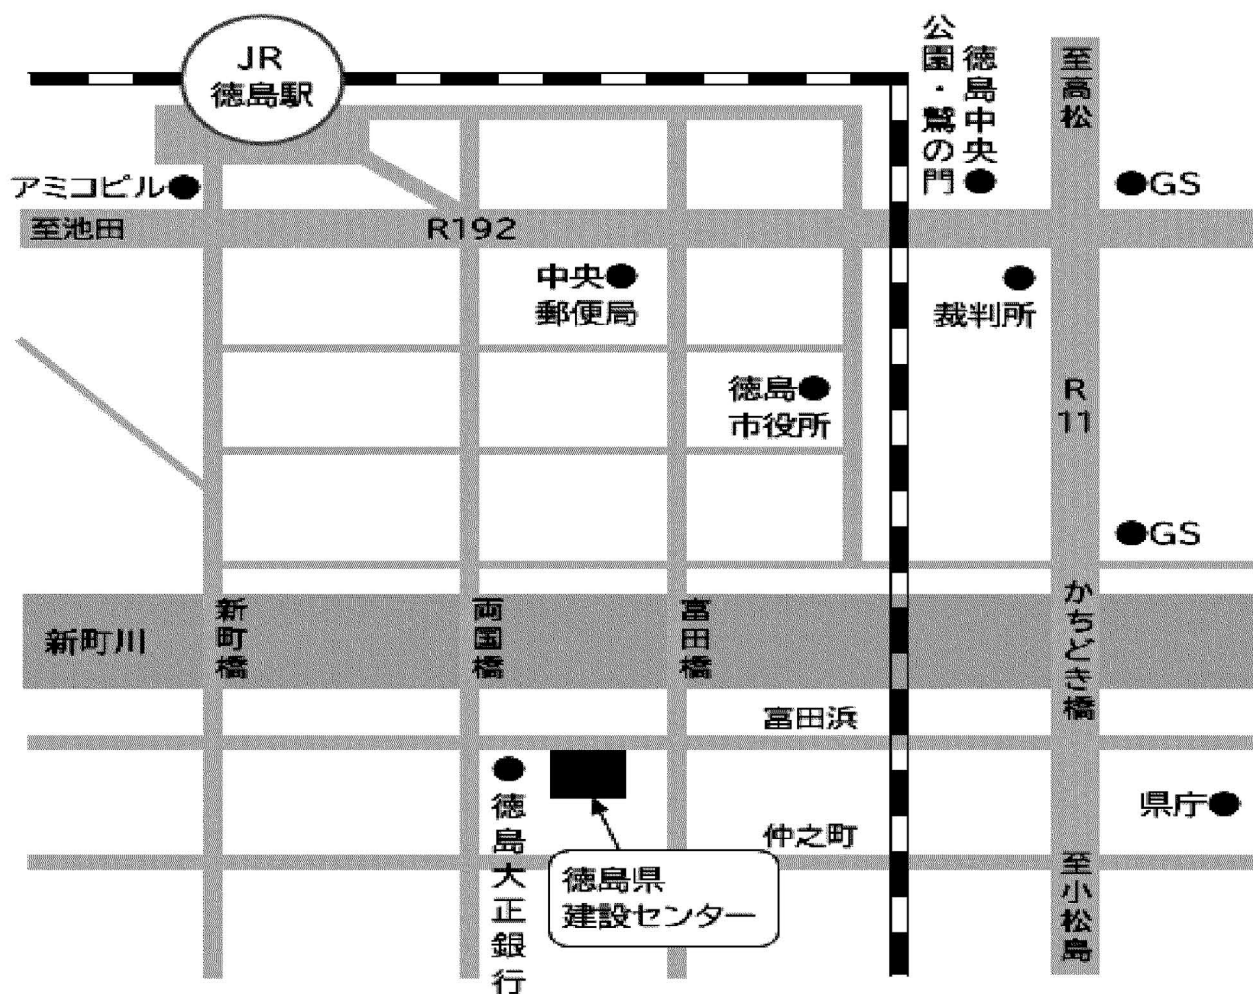 JR
徳島駅
徳島中央
公園・鷲の門
至高松
アミコビル
GS
至池田
R192
中央
郵便局
裁判所
徳島
市役所
R
11
GS
新町川
新町橋
両国橋
富田橋
かちどき橋
富田浜
徳島大正銀行
県庁
仲之町
徳島県
建設センター
至小松島